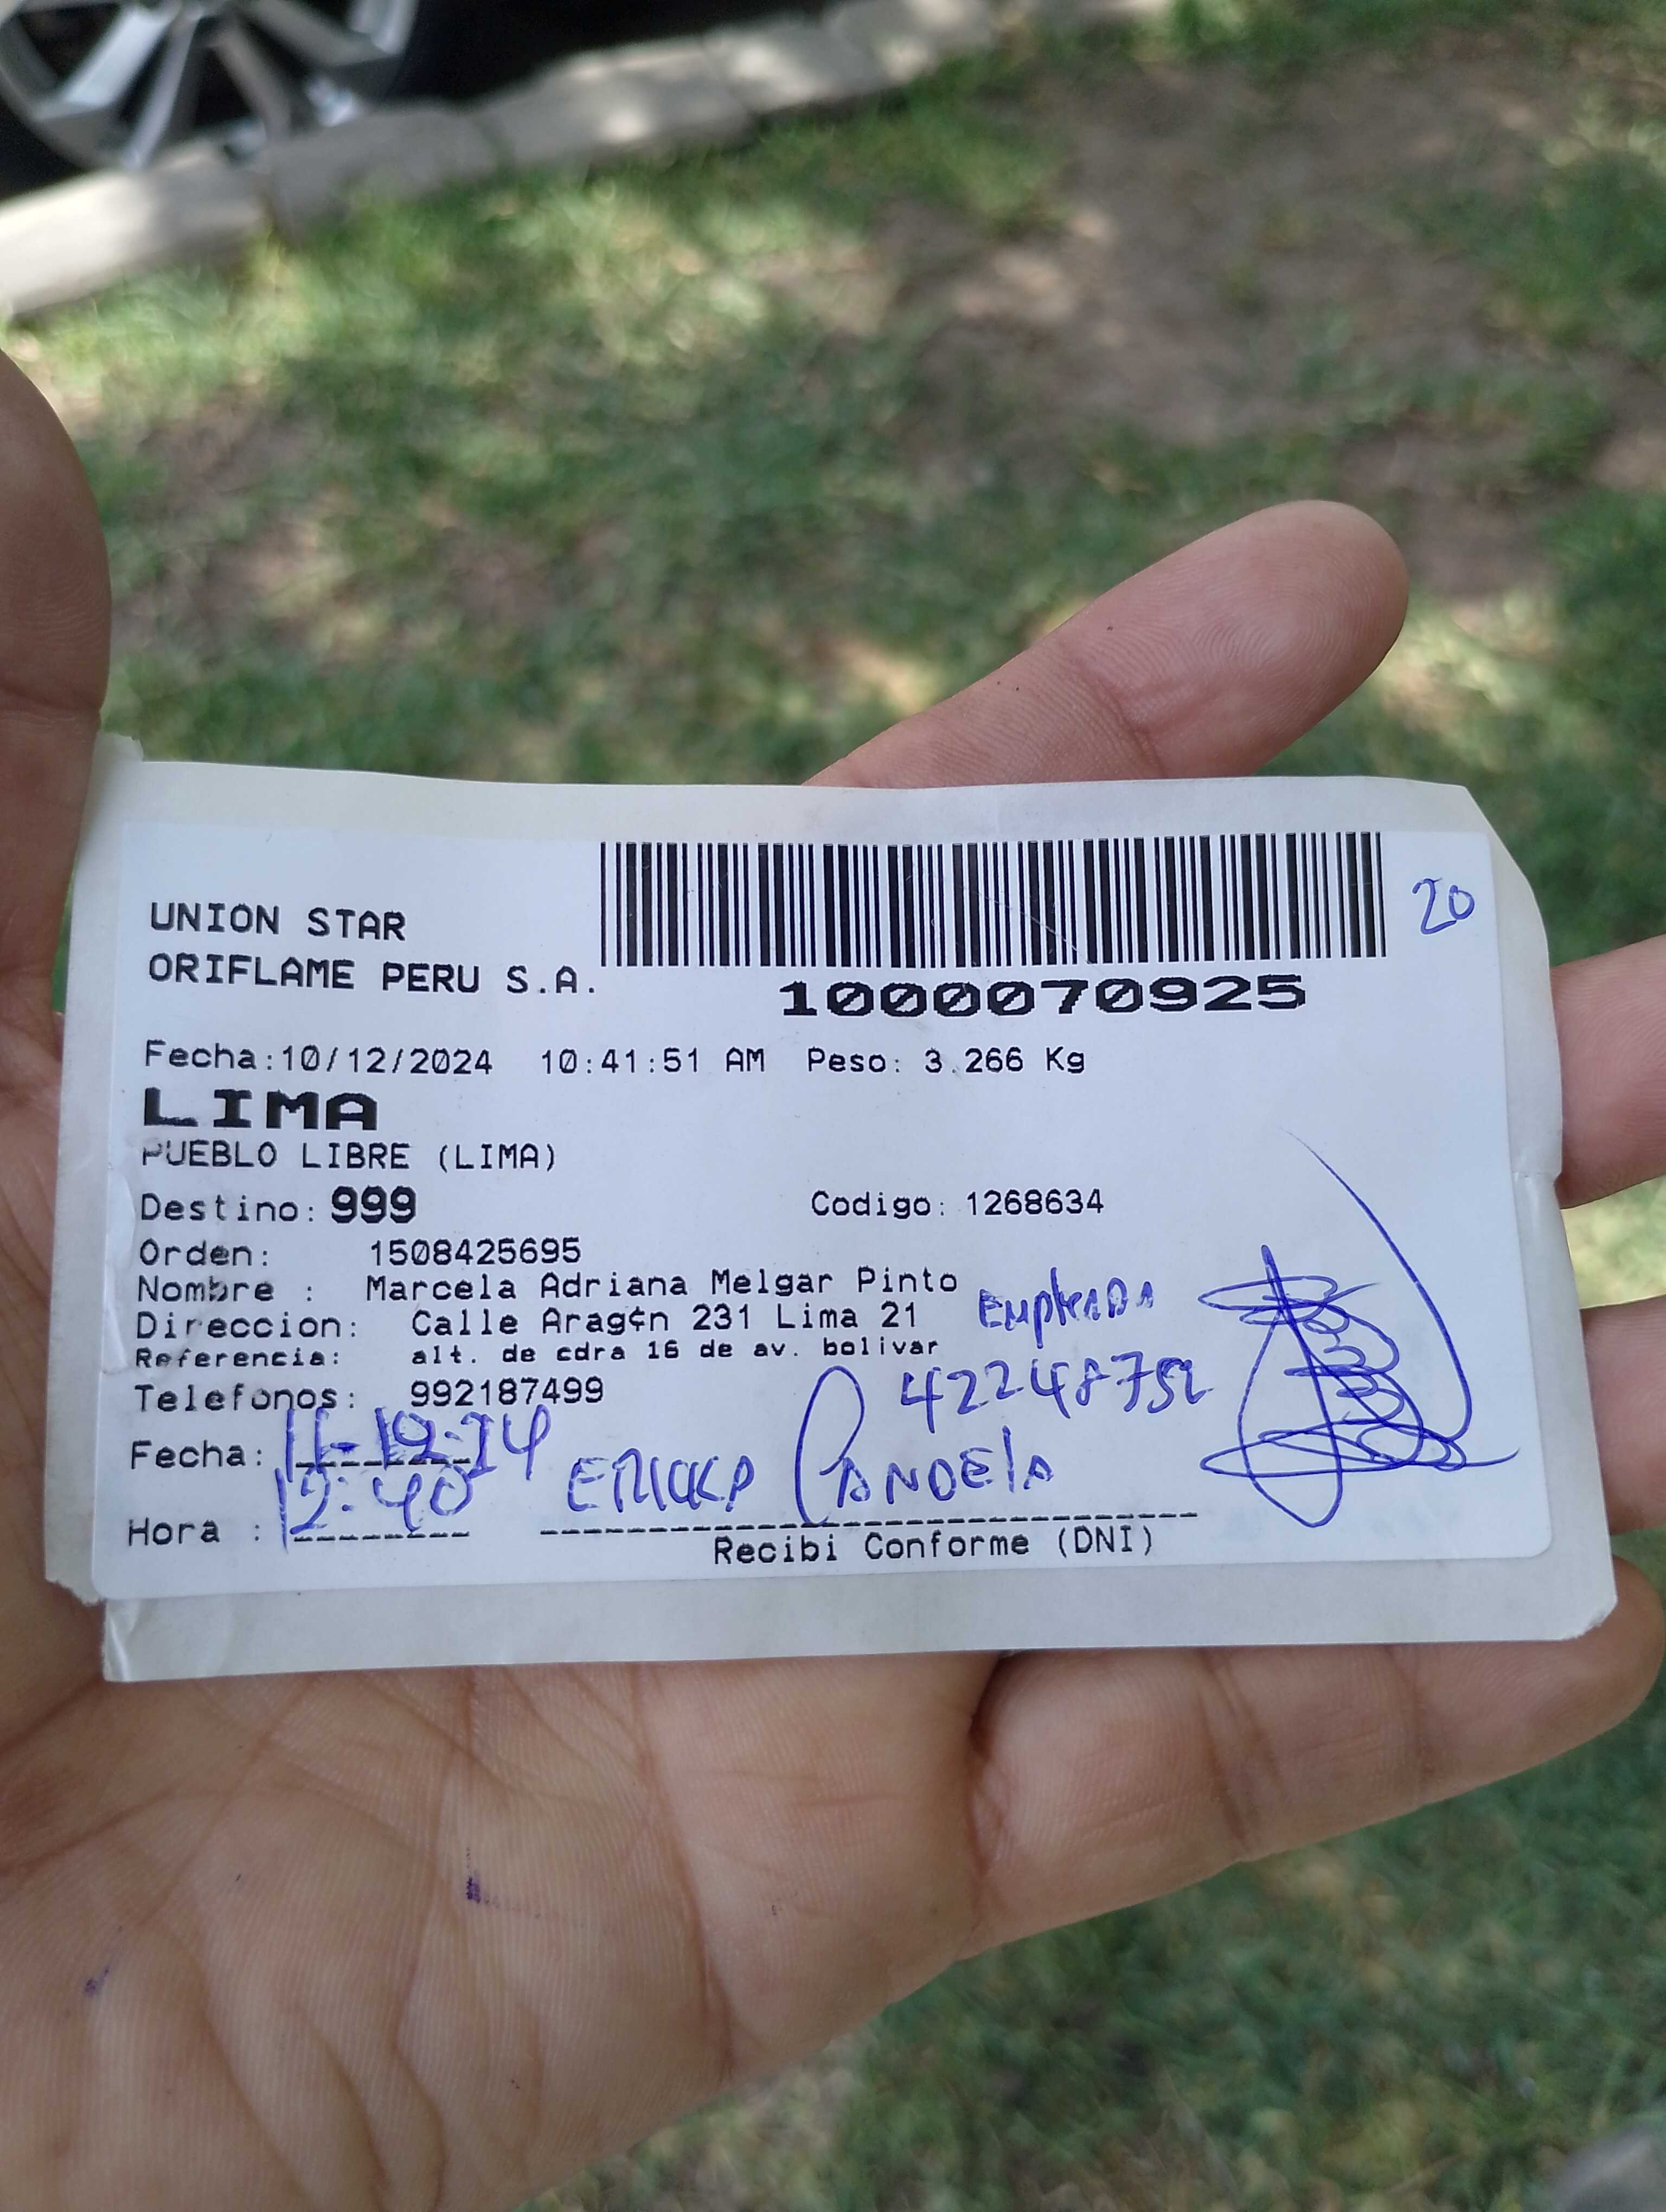 UNION STAR
ORIFLAME PERU S.A.
20
1000070925
Fecha:10/12/2024 10:41:51 AM Peso: 3.266 Kg
LIMA
PUEBLO LIBRE (LIMA)
Destino: 999 Codigo: 1268634
Orden: 1508425695
Nombre : Marcela Adriana Melgar Pinto
Direccion: Calle Arag¢n 231 Lima 21
Referencia: alt. de cdra 16 de av. bolivar
Telefonos: 992187499
Fecha: 11-12-24
Hora : 12:40
ERICKA CANDELA
Recibi Conforme (DNI)